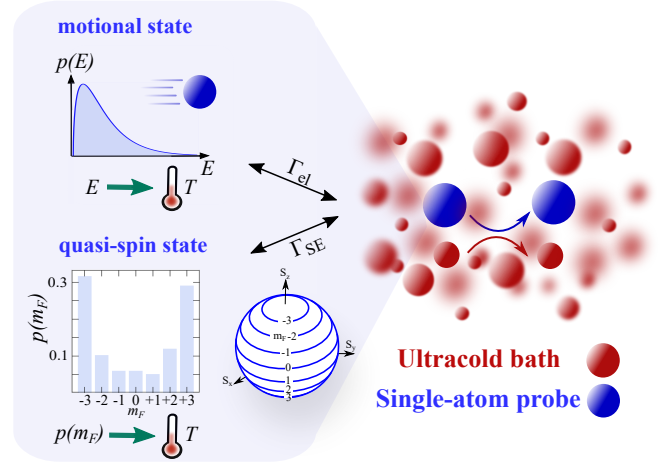 motional state
p(E)
E
E T
Γel
ΓSE
quasi-spin state
0.3
0.1
p(mF)
-3 -2 -1 0 +1 +2 +3
mF
p(mF) T
Sz
-3
mF -2
-1
0
1
2
3
Sy
Sx
Ultracold bath
Single-atom probe